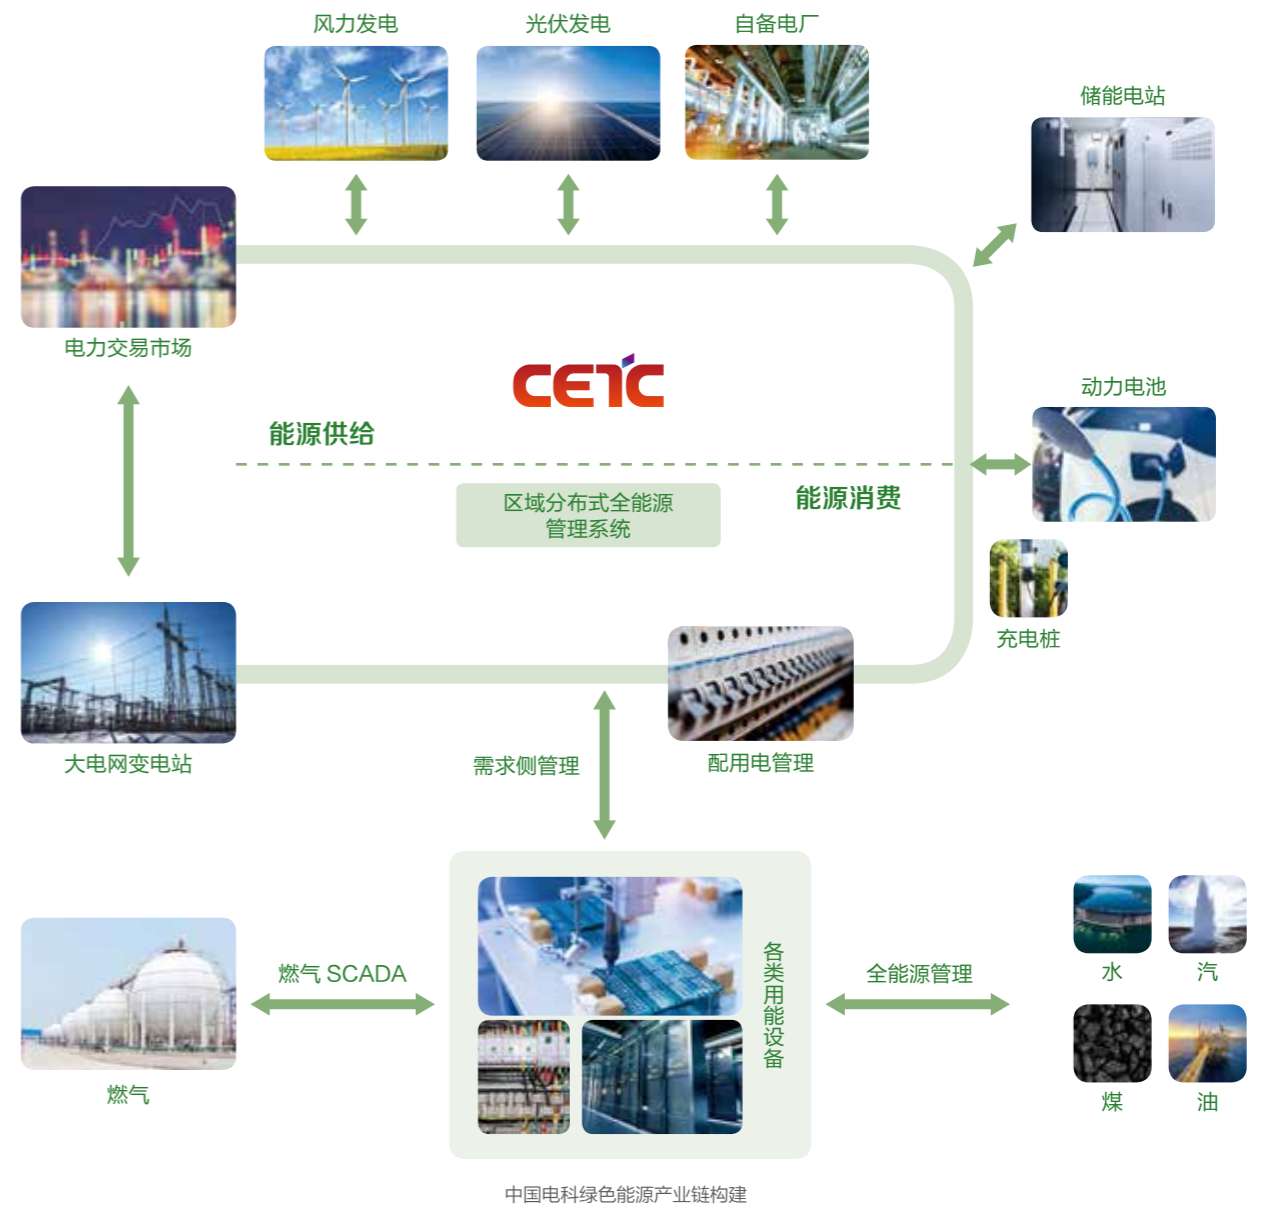 风力发电
光伏发电
自备电厂
储能电站
电力交易市场
CETC
动力电池
能源供给
能源消费
区域分布式全能源
管理系统
充电桩
大电网变电站
需求侧管理
配用电管理
燃气 SCADA
各类用能设备
全能源管理
水
汽
燃气
煤
油
中国电科绿色能源产业链构建